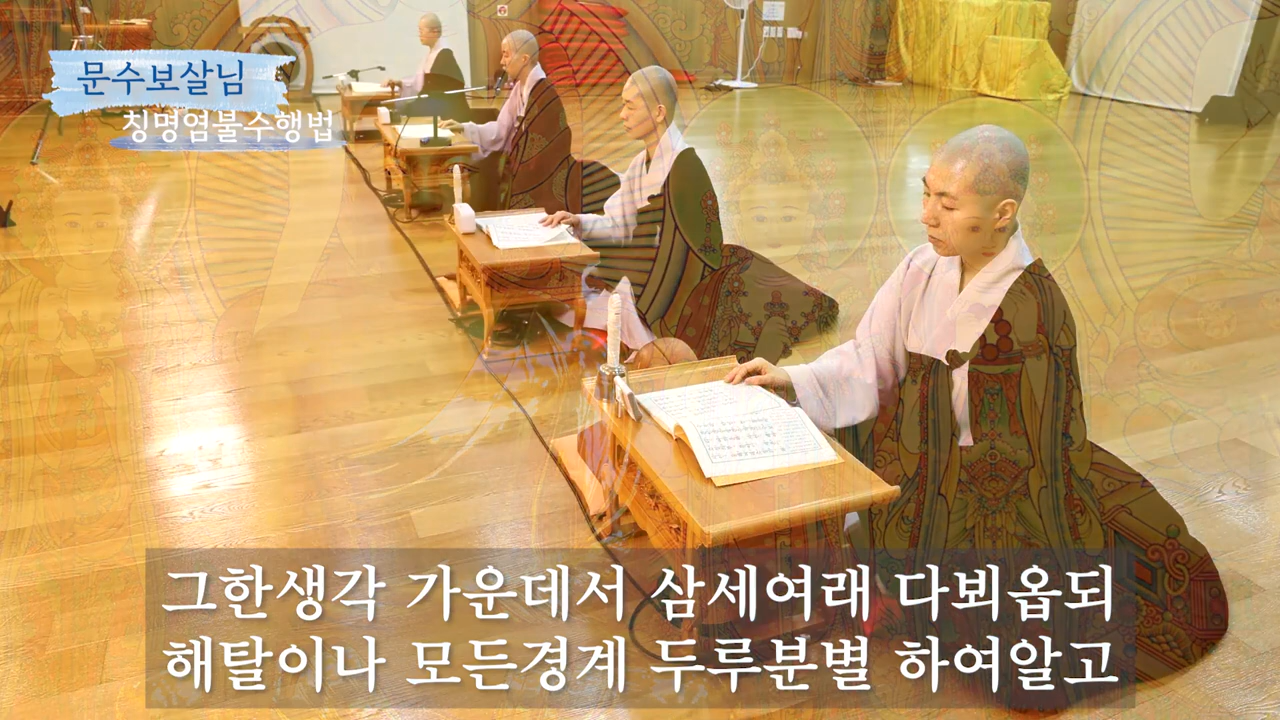 문수보살님
칭명염불수행법
그한생각 가운데서 삼세여래 다뵈옵되
해탈이나 모든경계 두루분별 하여알고